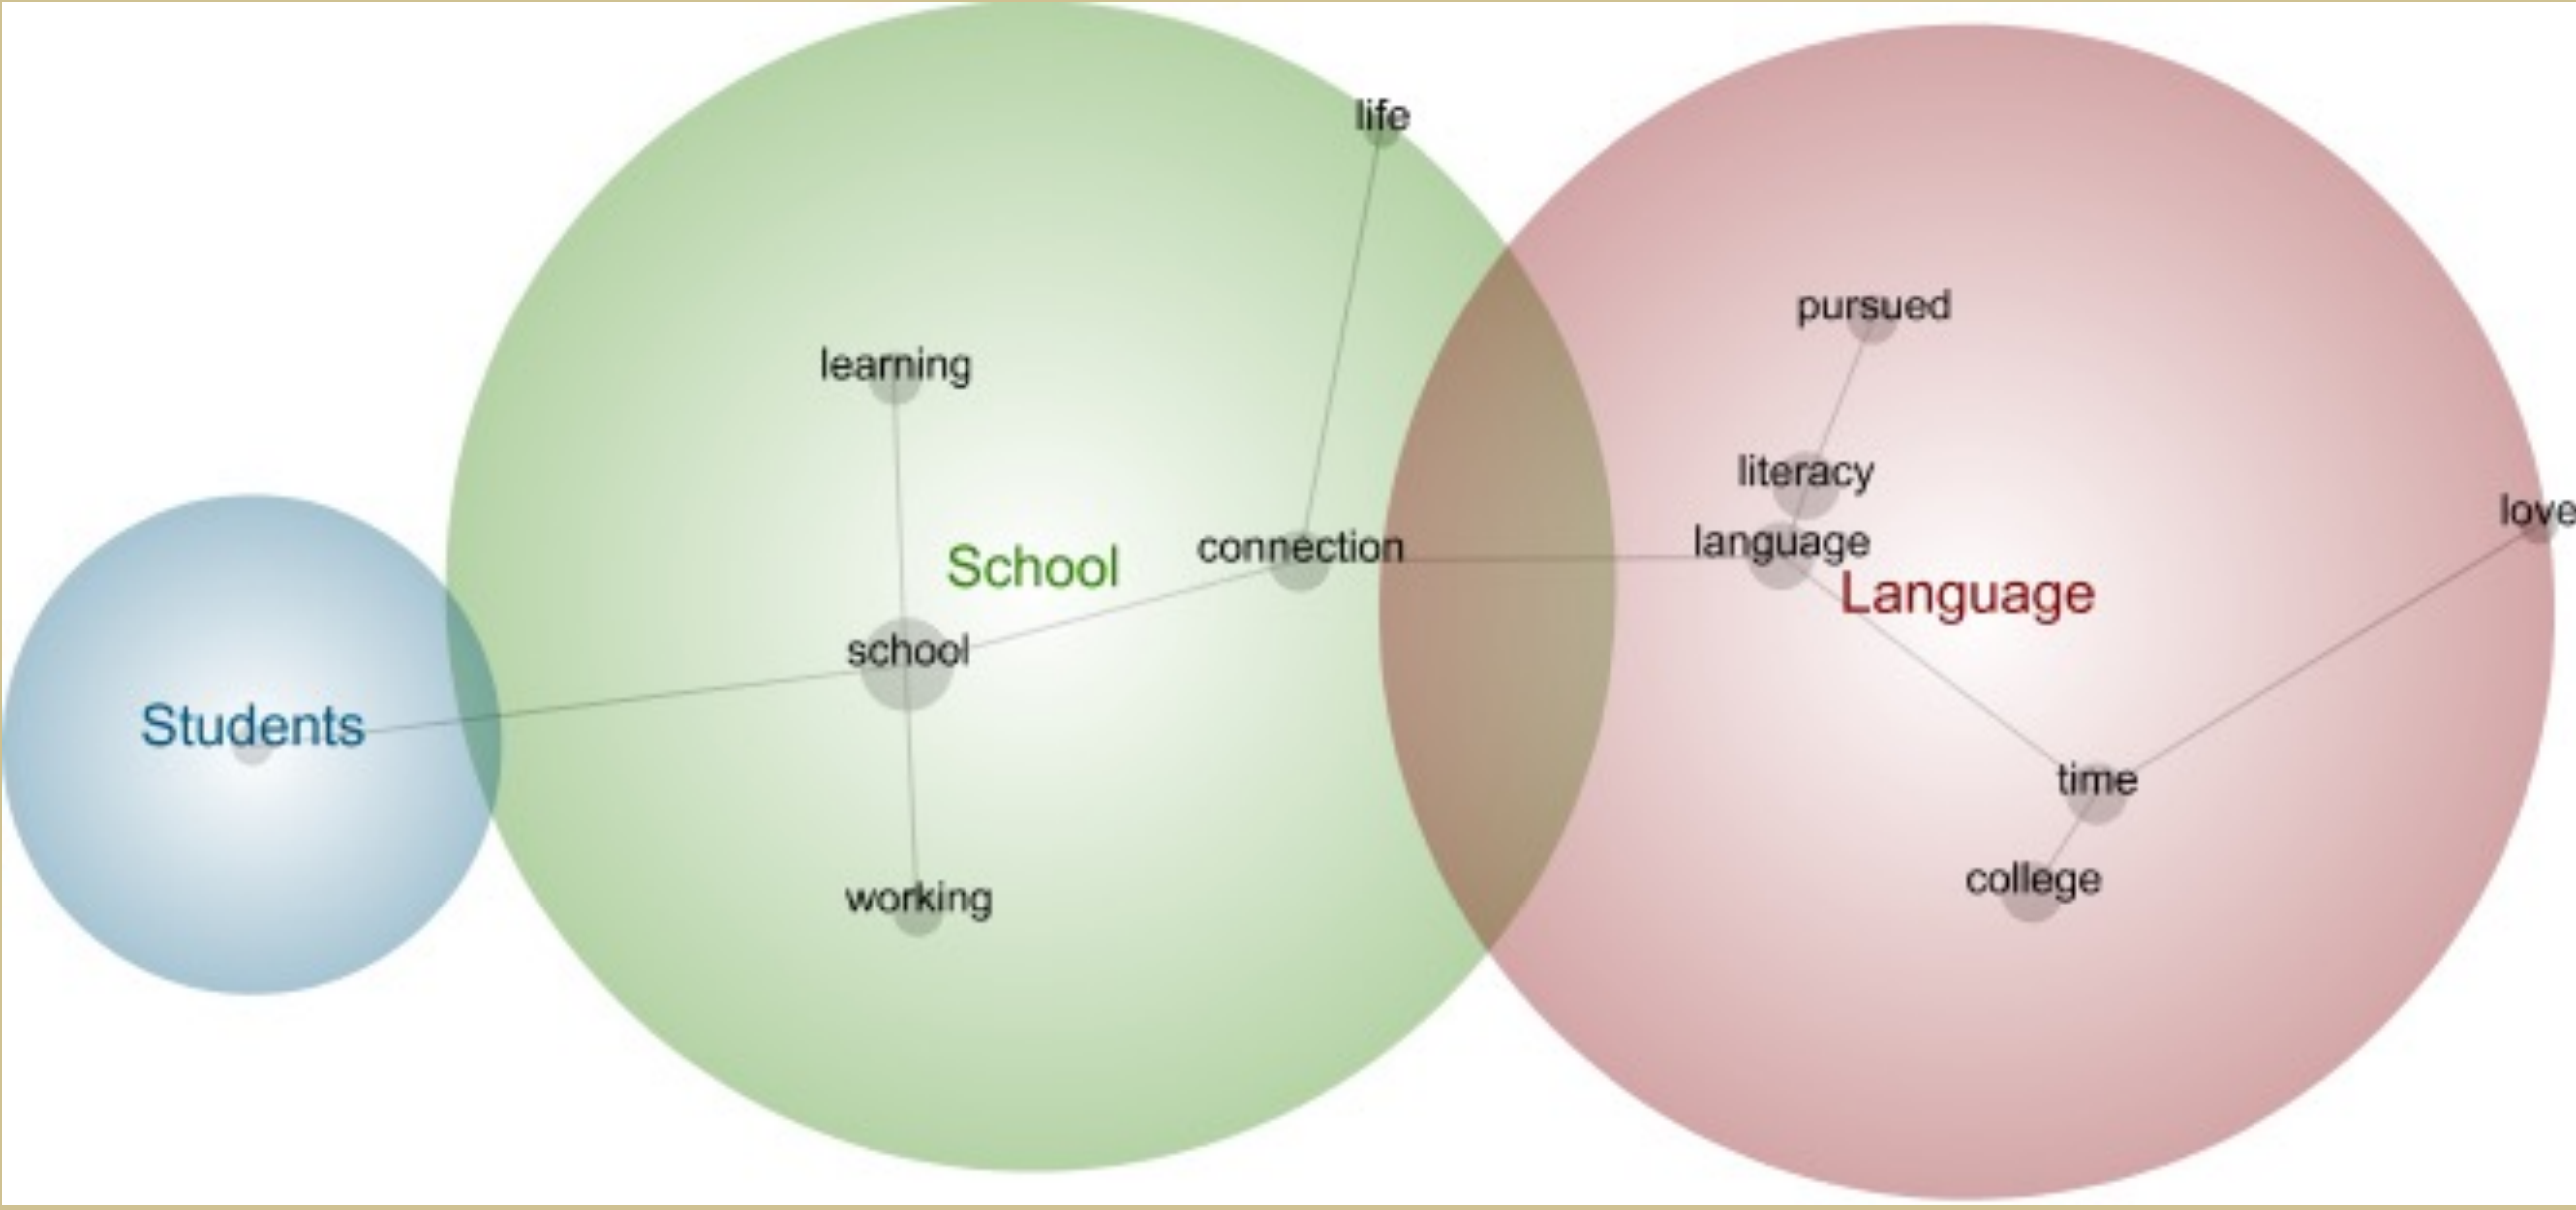 life
pursued
learning
literacy
love
language
connection
School
Language
school
Students
time
college
working